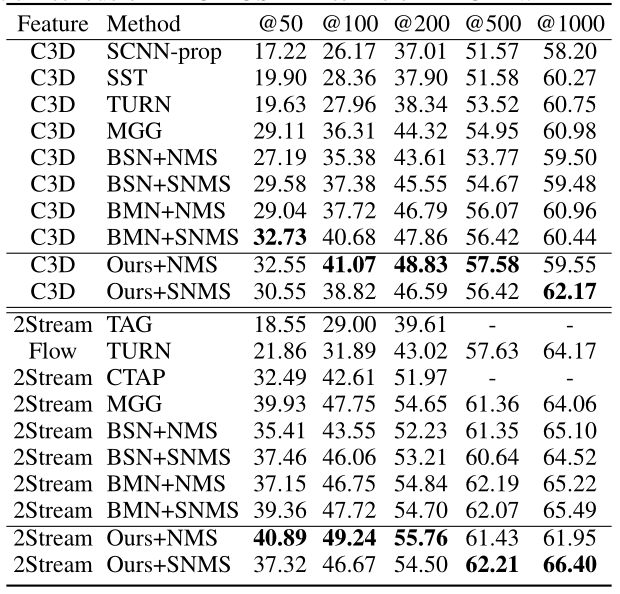 Feature Method @50 @100 @200 @500 @1000
C3D SCNN-prop 17.22 26.17 37.01 51.57 58.20
C3D SST 19.90 28.36 37.90 51.58 60.27
C3D TURN 19.63 27.96 38.34 53.52 60.75
C3D MGG 29.11 36.31 44.32 54.95 60.98
C3D BSN+NMS 27.19 35.38 43.61 53.77 59.50
C3D BSN+SNMS 29.58 37.38 45.55 54.67 59.48
C3D BMN+NMS 29.04 37.72 46.79 56.07 60.96
C3D BMN+SNMS 32.73 40.68 47.86 56.42 60.44
C3D Ours+NMS 32.55 41.07 48.83 57.58 59.55
C3D Ours+SNMS 30.55 38.82 46.59 56.42 62.17
2Stream TAG 18.55 29.00 39.61 - -
Flow TURN 21.86 31.89 43.02 57.63 64.17
2Stream CTAP 32.49 42.61 51.97 - -
2Stream MGG 39.93 47.75 54.65 61.36 64.06
2Stream BSN+NMS 35.41 43.55 52.23 61.35 65.10
2Stream BSN+SNMS 37.46 46.06 53.21 60.64 64.52
2Stream BMN+NMS 37.15 46.75 54.84 62.19 65.22
2Stream BMN+SNMS 39.36 47.72 54.70 62.07 65.49
2Stream Ours+NMS 40.89 49.24 55.76 61.43 61.95
2Stream Ours+SNMS 37.32 46.67 54.50 62.21 66.40